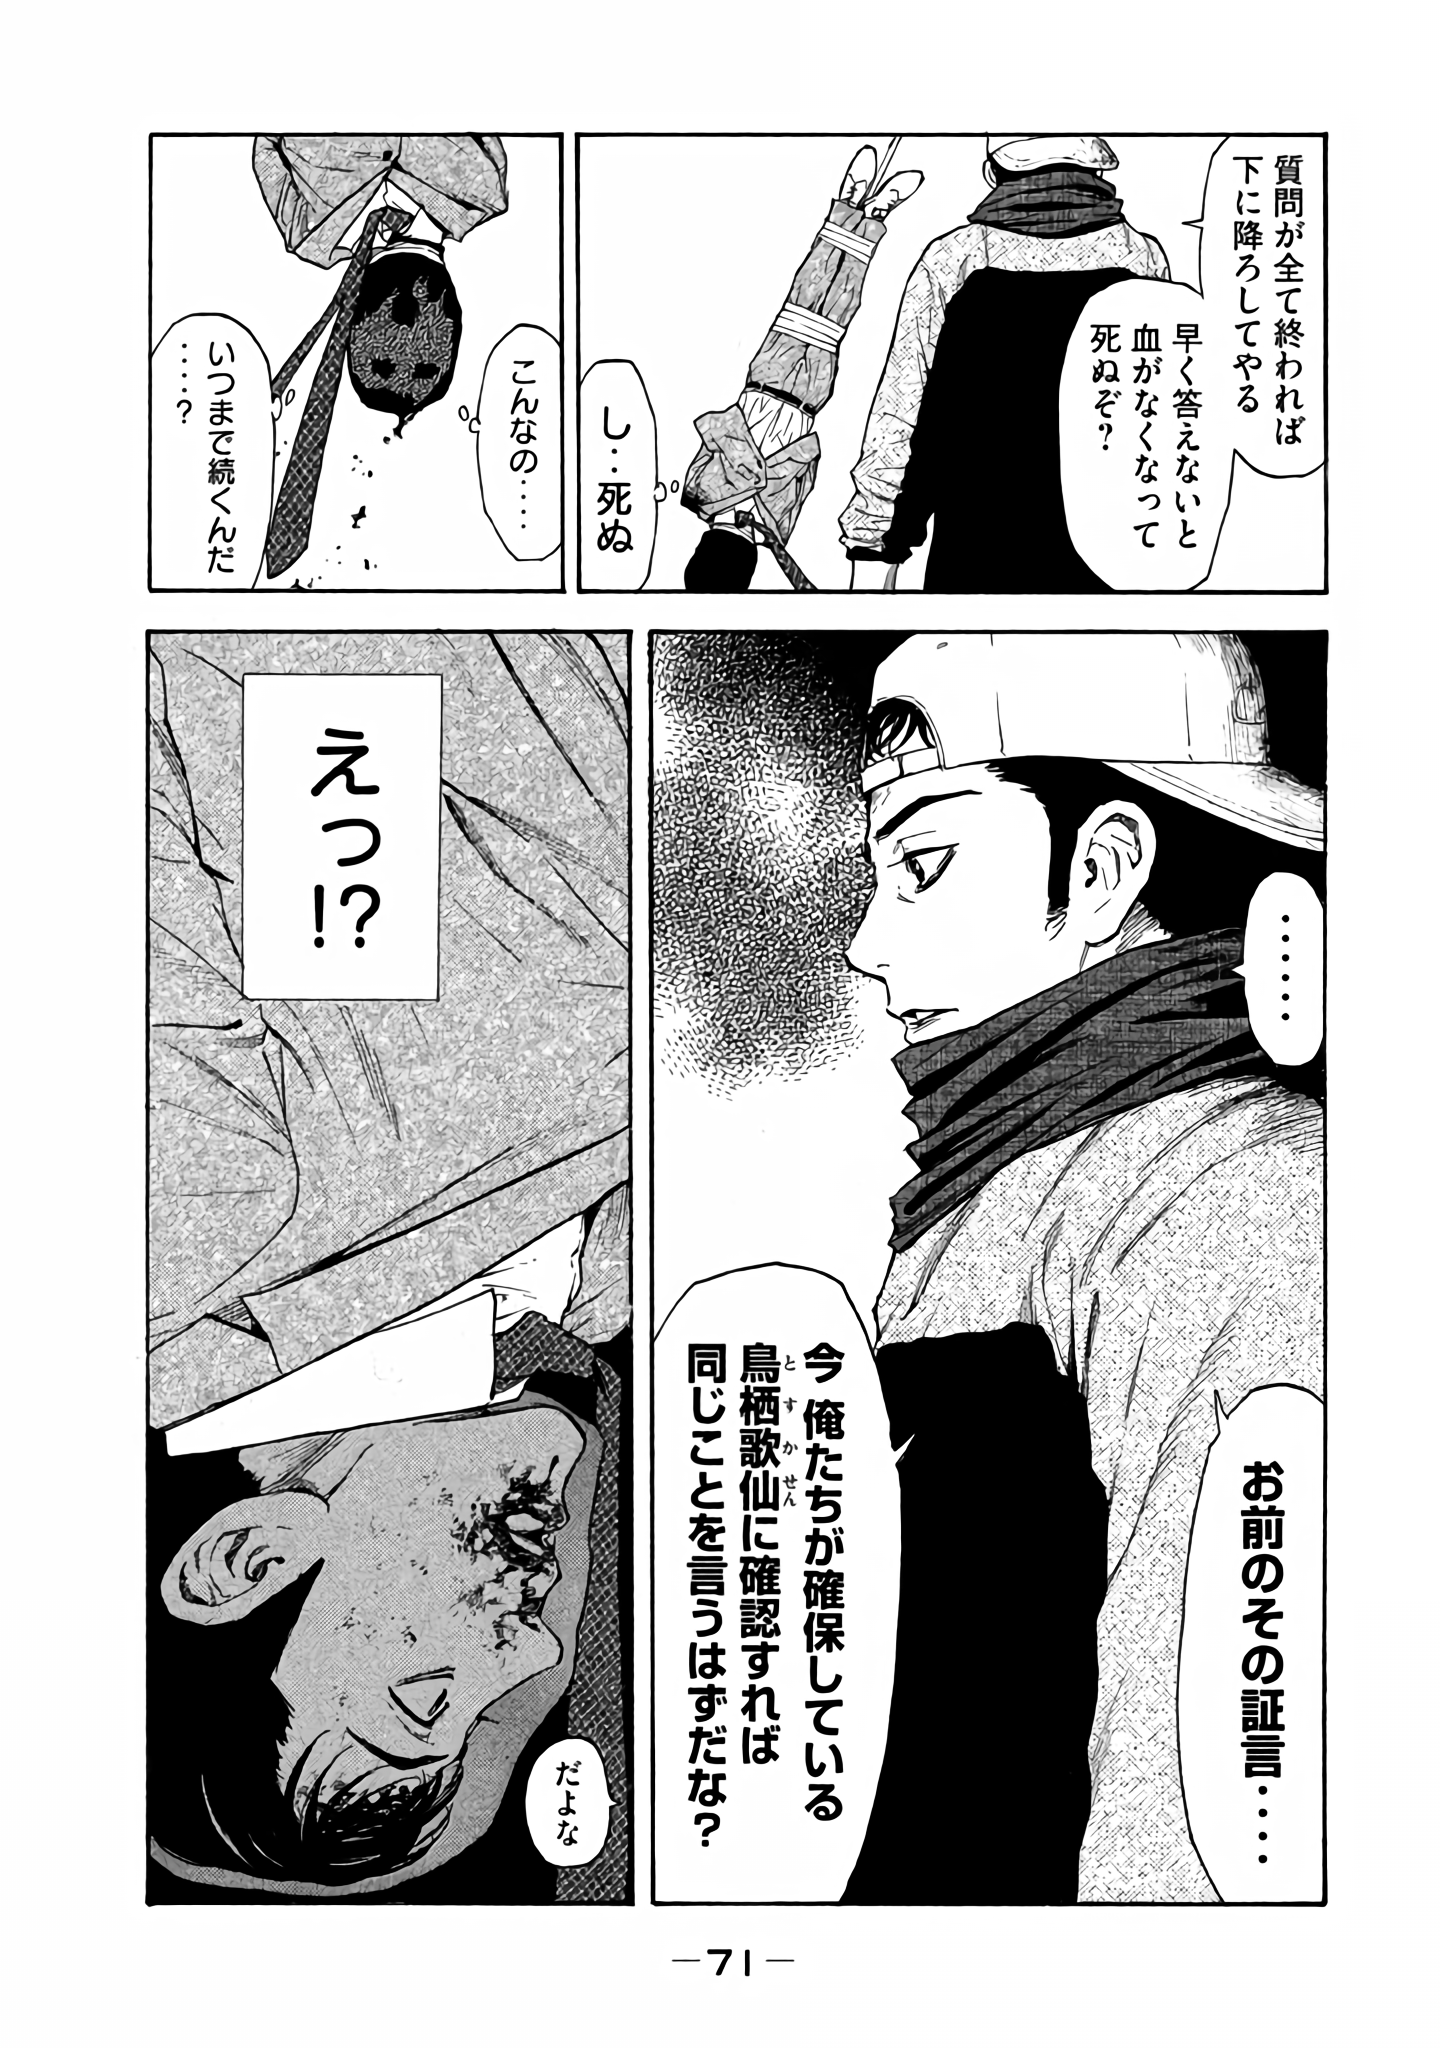 質問が全て終われば
下に降ろしてやる
早く答えないと
血がなくなって
死ぬぞ？
し‥死ぬ
こんなの‥‥‥
いつまで続くんだ
‥‥？
‥‥‥
お前のその証言‥‥
今 俺たちが確保している
鳥栖歌仙に確認すれば
とすかせん
同じことを言うはずだな？
えっ!?
だよな
—71—